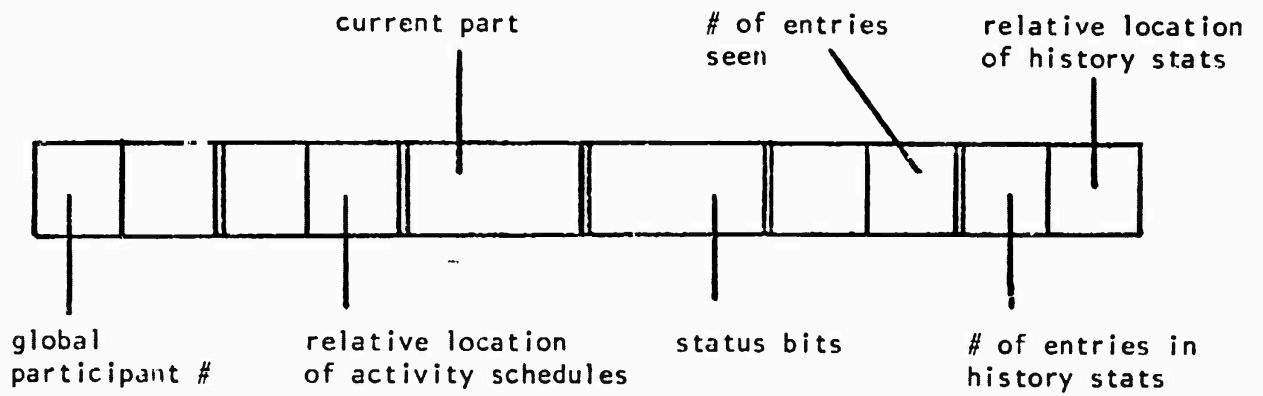 current part
# of entries
seen
relative location
of history stats
global
participant #
relative location
of activity schedules
status bits
# of entries in
history stats